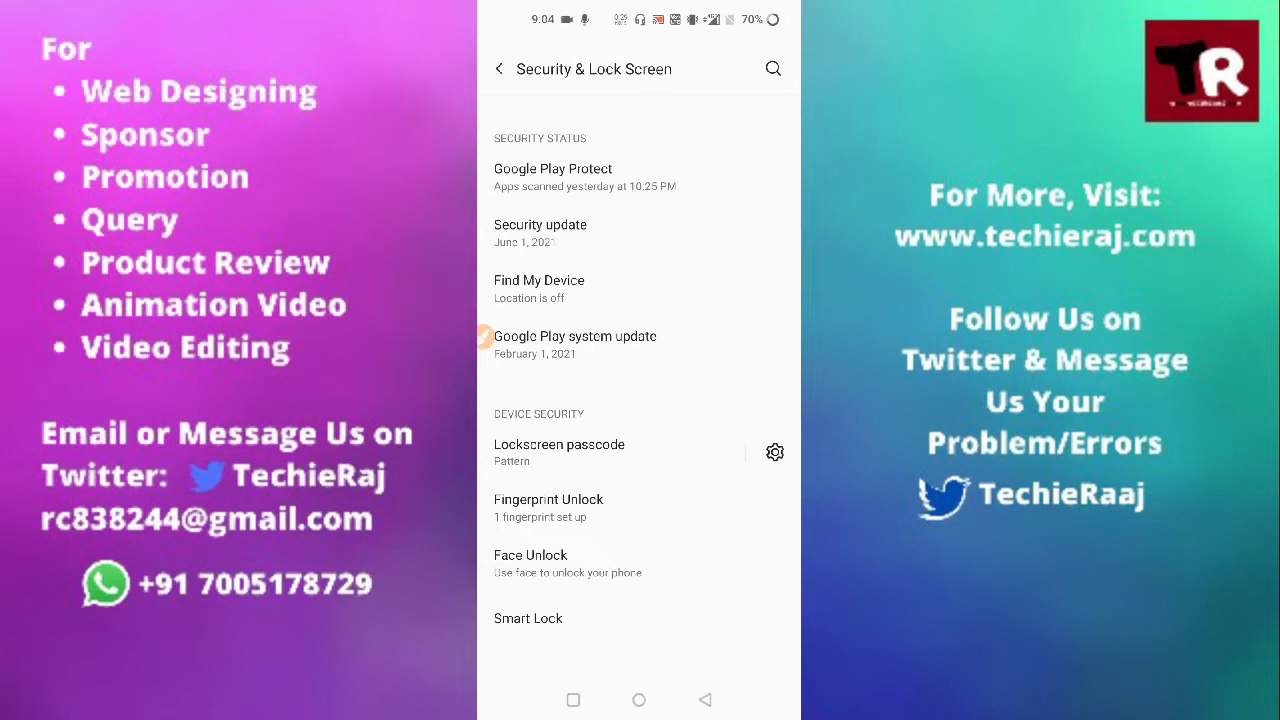 For
• Web Designing
• Sponsor
• Promotion
• Query
• Product Review
• Animation Video
• Video Editing
Email or Message Us on
Twitter: TechieRaj
rc838244@gmail.com
+91 7005178729
9:04
70%
Security & Lock Screen
SECURITY STATUS
Google Play Protect
Apps scanned yesterday at 10:25 PM
Security update
June 1, 2021
Find My Device
Location is off
Google Play system update
February 1, 2021
DEVICE SECURITY
Lockscreen passcode
Pattern
Fingerprint Unlock
1 fingerprint set up
Face Unlock
Use face to unlock your phone
Smart Lock
TR
For More, Visit:
www.techieraj.com
Follow Us on
Twitter & Message
Us Your
Problem/Errors
TechieRaaj